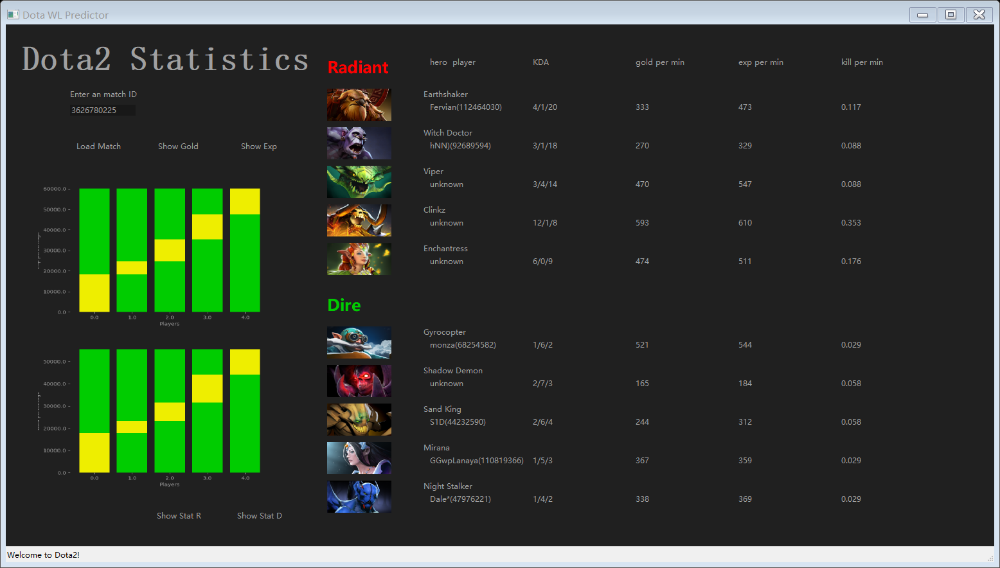 Dota WL Predictor
Dota2 Statistics
Enter an match ID
3626780225
Load Match Show Gold Show Exp
60000.0
50000.0
40000.0
30000.0
20000.0
10000.0
0.0
0.0 1.0 2.0 3.0 4.0
Players
50000.0
40000.0
30000.0
20000.0
10000.0
0.0
0.0 1.0 2.0 3.0 4.0
Players
Show Stat R Show Stat D
Radiant hero player KDA gold per min exp per min kill per min
Earthshaker
Fervian(112464030) 4/1/20 333 473 0.117
Witch Doctor
hNN)(92689594) 3/1/18 270 329 0.088
Viper
unknown 3/4/14 470 547 0.088
Clinkz
unknown 12/1/8 593 610 0.353
Enchantress
unknown 6/0/9 474 511 0.176
Dire
Gyrocopter
monza(68254582) 1/6/2 521 544 0.029
Shadow Demon
unknown 2/7/3 165 184 0.058
Sand King
S1D(44232590) 2/6/4 244 312 0.058
Mirana
GGwpLanaya(110819366) 1/5/3 367 359 0.029
Night Stalker
Dale*(47976221) 1/4/2 338 369 0.029
Welcome to Dota2!